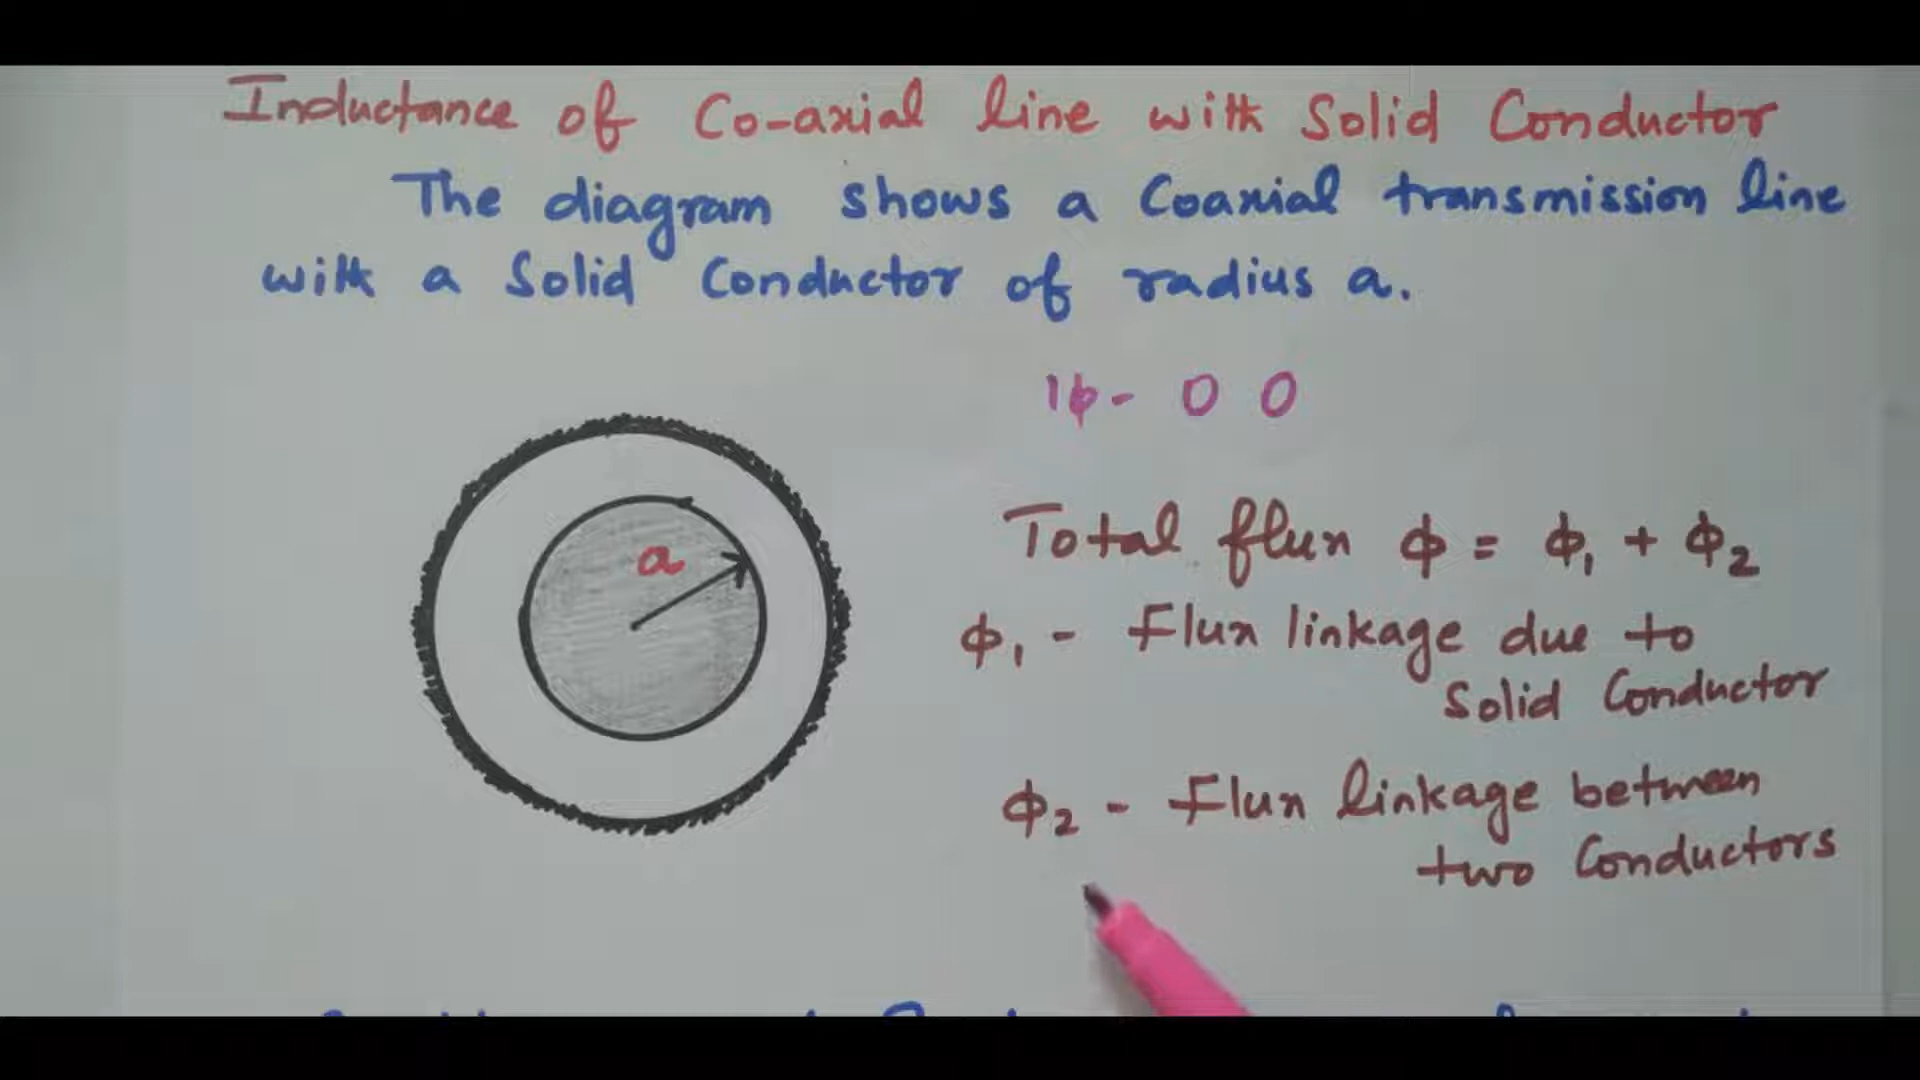 Inductance of Co-axial line with Solid Conductor
The diagram shows a Coaxial transmission line
with a Solid Conductor of radius a.
1ϕ- O O
a
Total flux ϕ = ϕ₁ + ϕ₂
ϕ₁ - Flux linkage due to
Solid Conductor
ϕ₂ - Flux linkage between
two Conductors